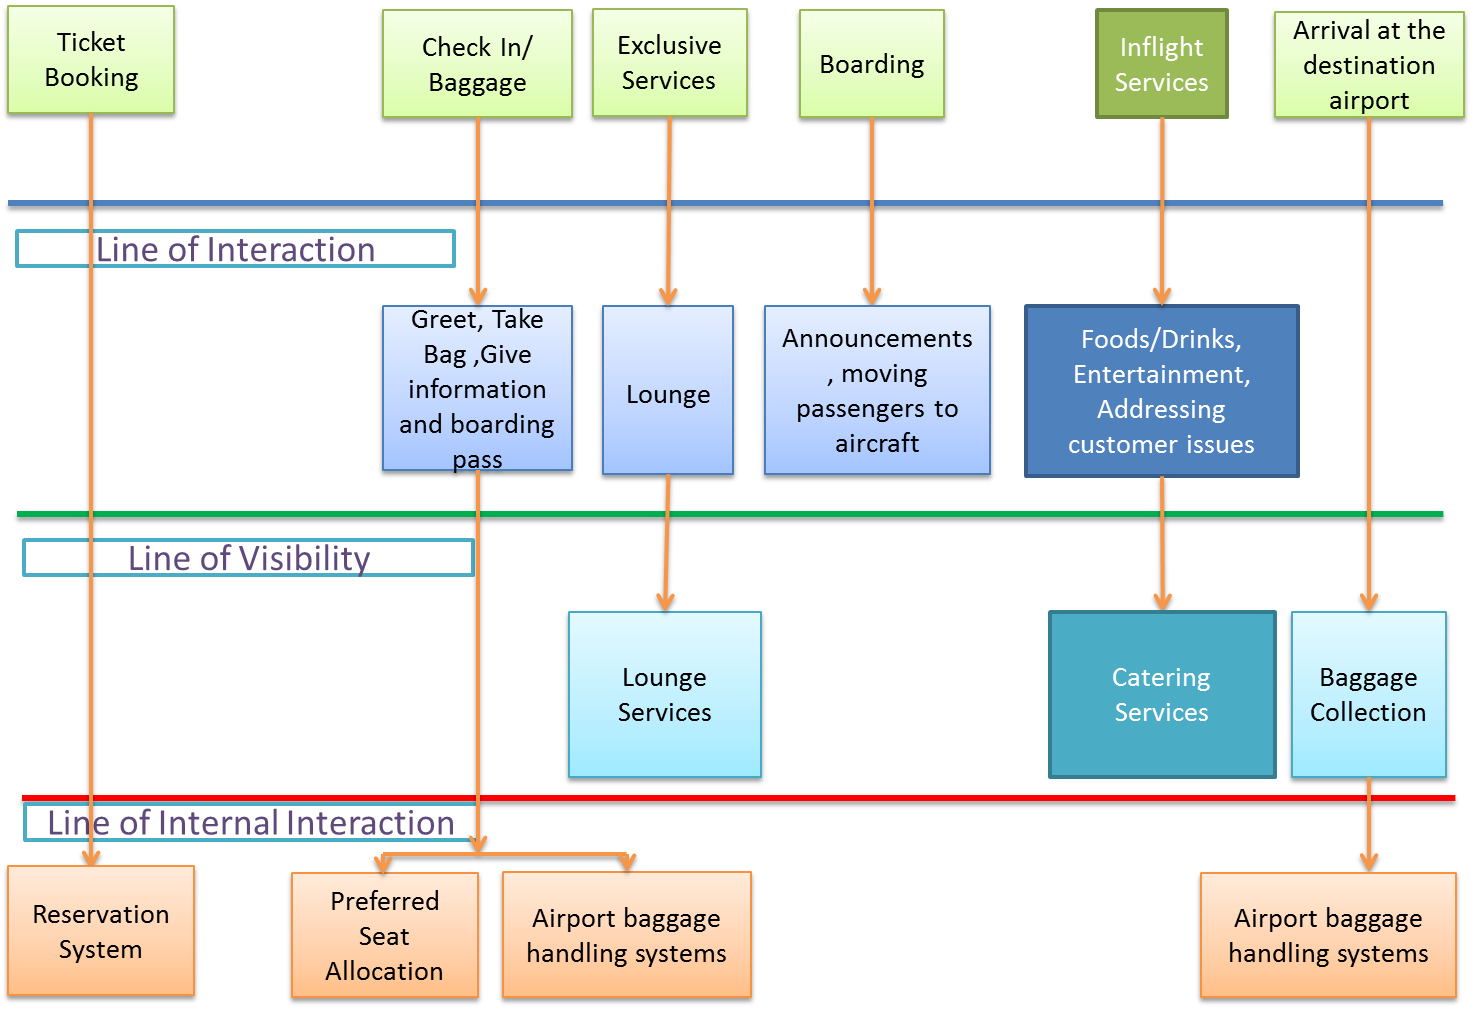 Ticket
Booking
Check In/
Baggage
Exclusive
Services
Boarding
Inflight
Services
Arrival at the
destination
airport
Line of Interaction
Greet, Take
Bag ,Give
information
and boarding
pass
Lounge
Announcements
, moving
passengers to
aircraft
Foods/Drinks,
Entertainment,
Addressing
customer issues
Line of Visibility
Lounge
Services
Catering
Services
Baggage
Collection
Line of Internal Interaction
Reservation
System
Preferred
Seat
Allocation
Airport baggage
handling systems
Airport baggage
handling systems